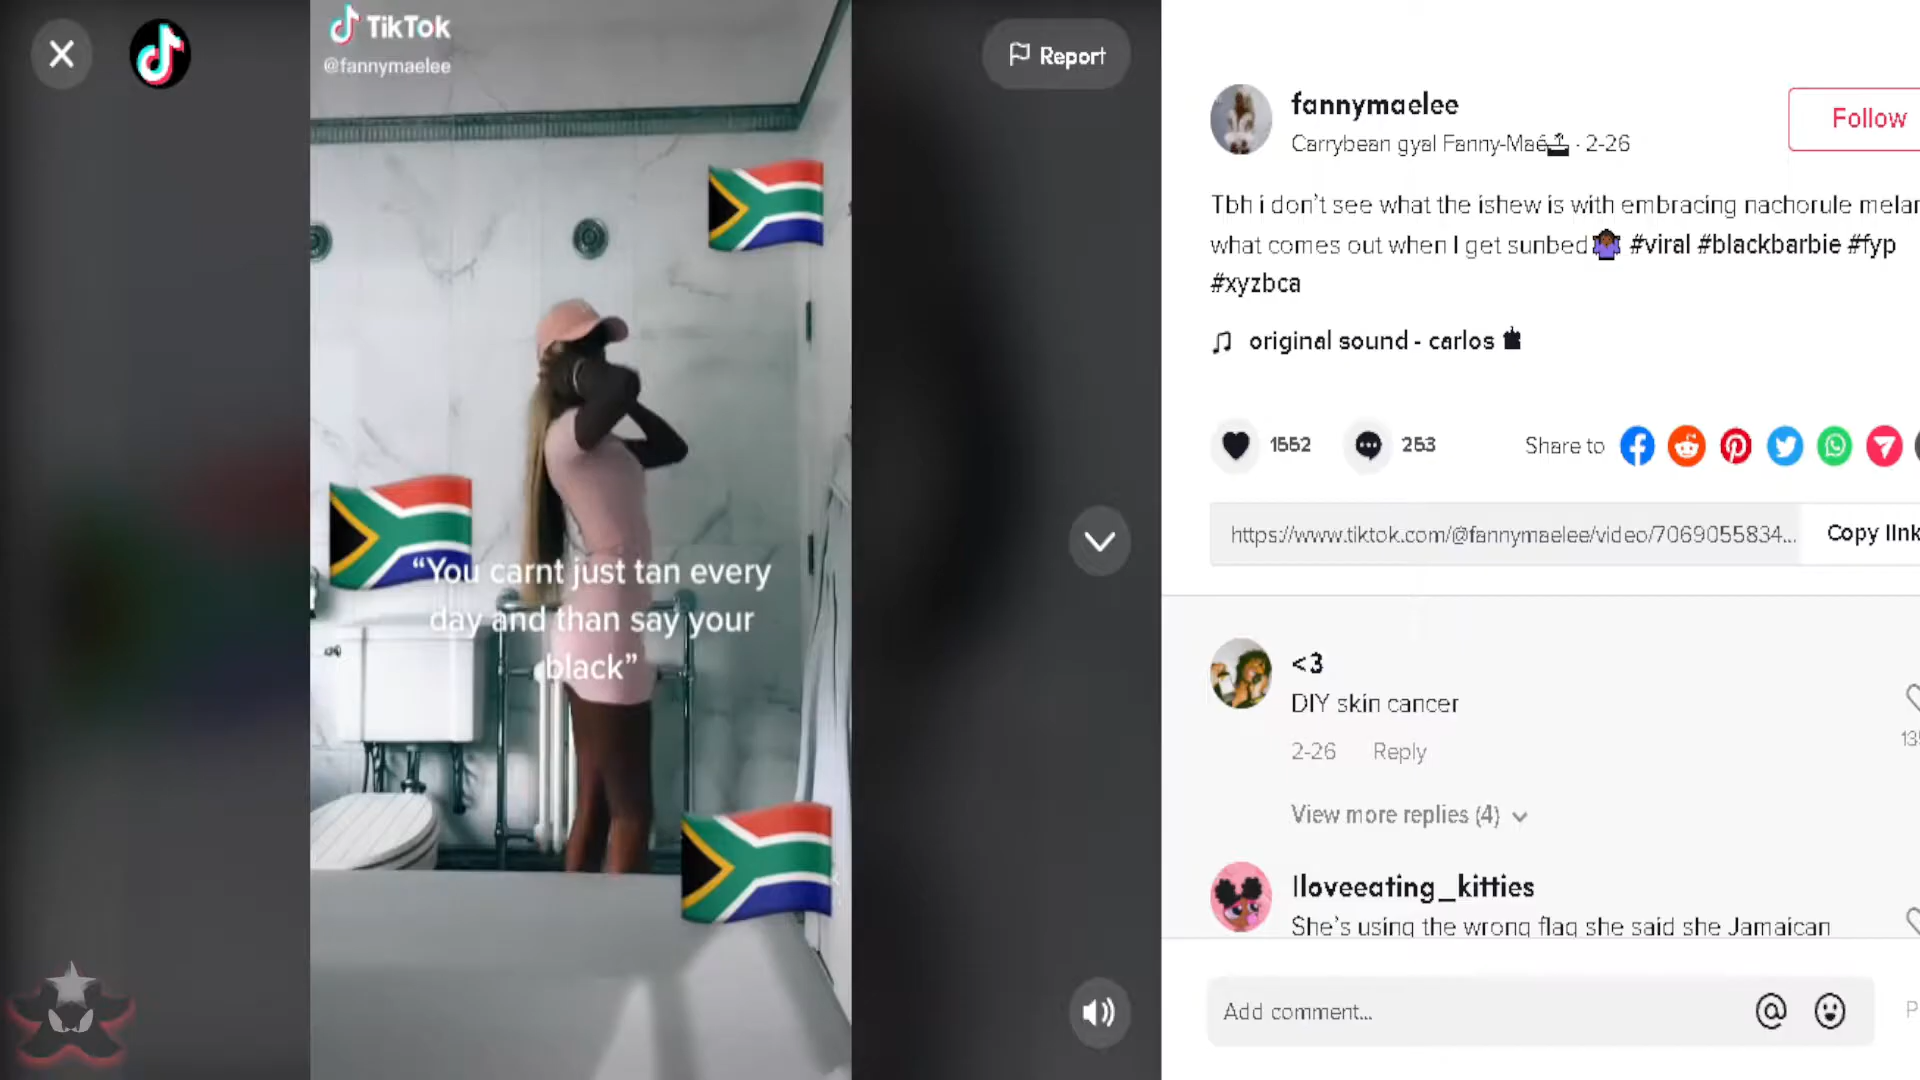 TikTok
@fannymaelee
Report
"You carnt just tan every
day and than say your
black"
fannymaelee
Carrybean gyal Fanny-Maé · 2-26
Follow
Tbh i don't see what the ishew is with embracing nachorule
what comes out when I get sunbed #viral #blackbarbie #fyp
#xyzbca
original sound - carlos
1552
253
Share to
https://www.tiktok.com/@fannymaelee/video/7069055834...
Copy link
<3
DIY skin cancer
2-26 Reply
View more replies (4)
Iloveeating_kitties
She's using the wrong flag she said she Jamaican
Add comment...